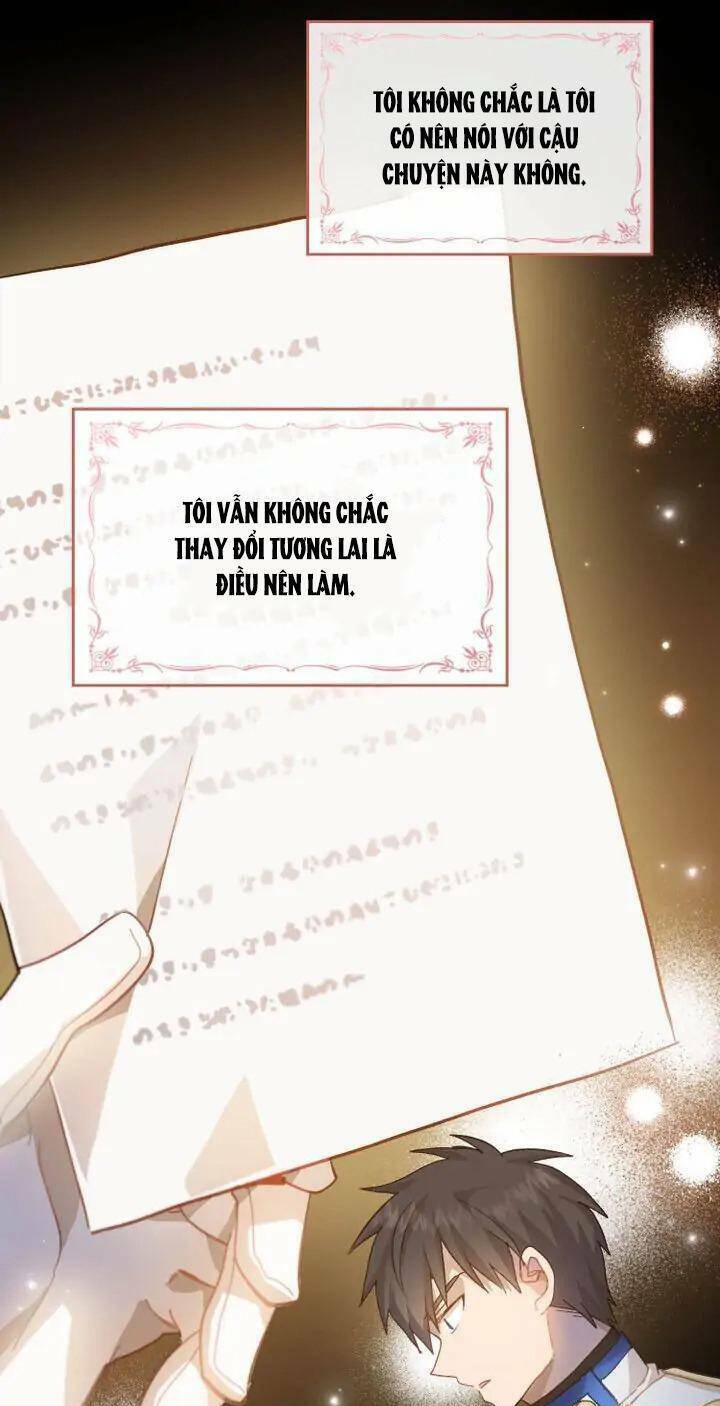 TÔI KHÔNG CHẮC LÀ TÔI
CÓ NÊN NÓI VỚI CẬU
CHUYỆN NÀY KHÔNG.
TÔI VẪN KHÔNG CHẮC
THAY ĐỔI TƯƠNG LAI LÀ
ĐIỀU NÊN LÀM.